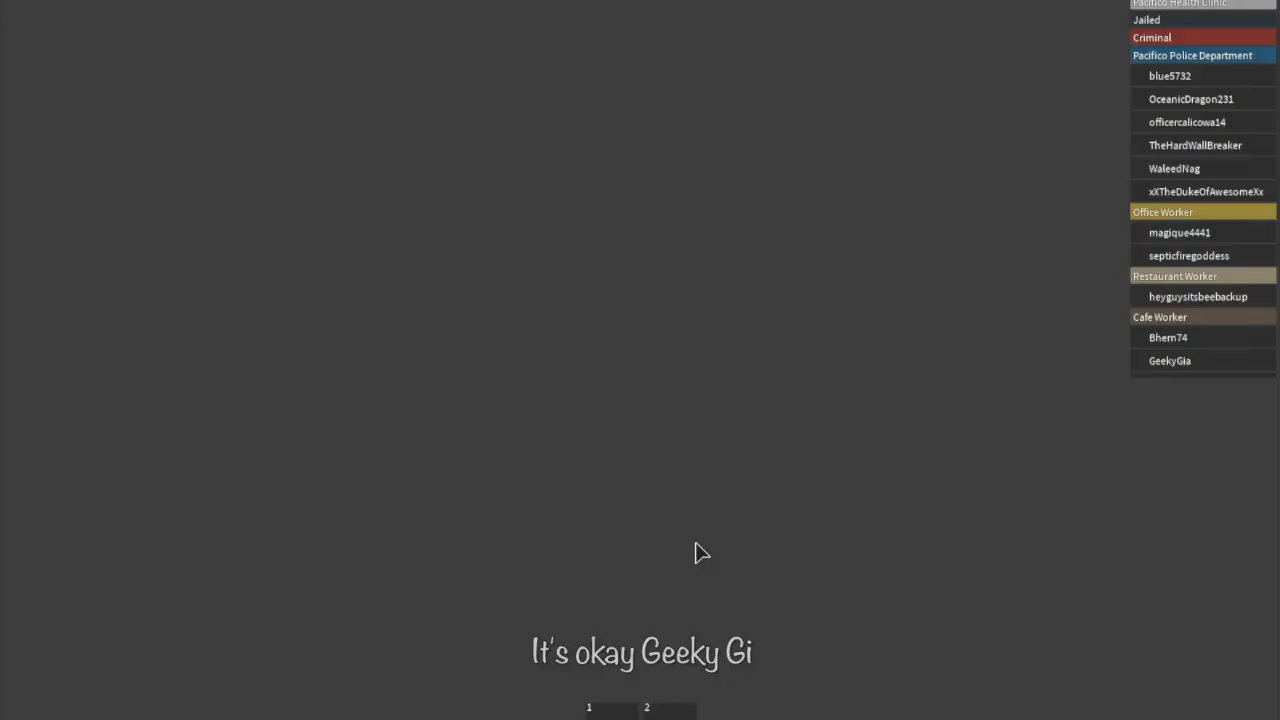 Pacifico Health Clinic
Jailed
Criminal
Pacifico Police Department
blue5732
OceanicDragon231
officercalicowa14
TheHardWallBreaker
WaleedNag
xXTheDukeOfAwesomeXx
Office Worker
magique4441
septicfiregoddess
Restaurant Worker
heyguysitsbeebackup
Cafe Worker
Bhem74
GeekyGia
It's okay Geeky Gi
1 2